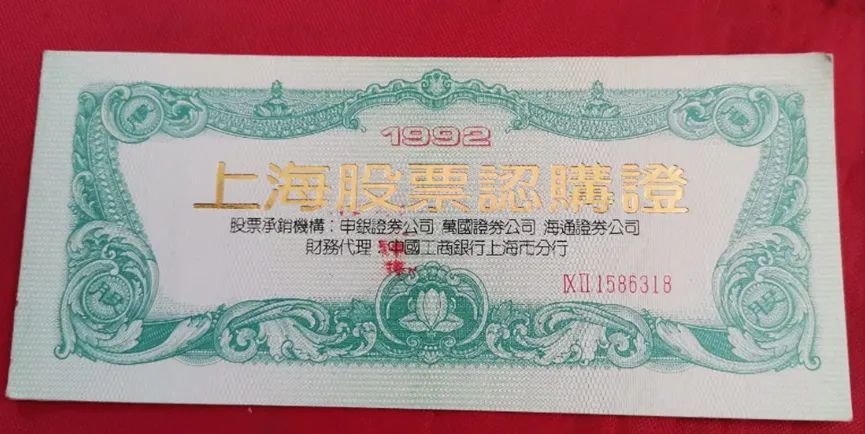 1992
上海股票認購證
股票承銷機構：申銀證券公司 萬國證券公司 海通證券公司
財務代理：中國工商銀行上海市分行
1586318
股 股